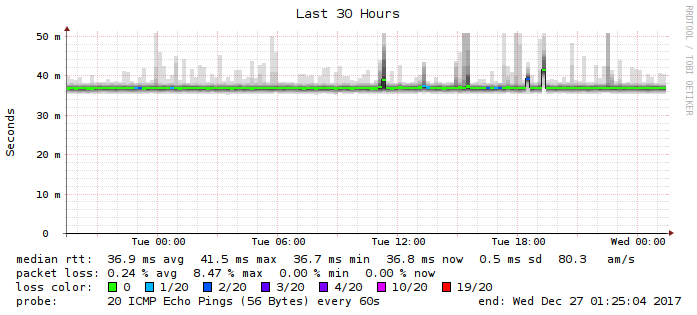 Last 30 Hours
RRDTOOL / TOBI OETIKER
Seconds
50 m
40 m
30 m
20 m
10 m
0
Tue 00:00 Tue 06:00 Tue 12:00 Tue 18:00 Wed 00:00
median rtt: 36.9 ms avg 41.5 ms max 36.7 ms min 36.8 ms now 0.5 ms sd 80.3 am/s
packet loss: 0.24 % avg 8.47 % max 0.00 % min 0.00 % now
loss color: 0 1/20 2/20 3/20 4/20 10/20 19/20
probe: 20 ICMP Echo Pings (56 Bytes) every 60s end: Wed Dec 27 01:25:04 2017